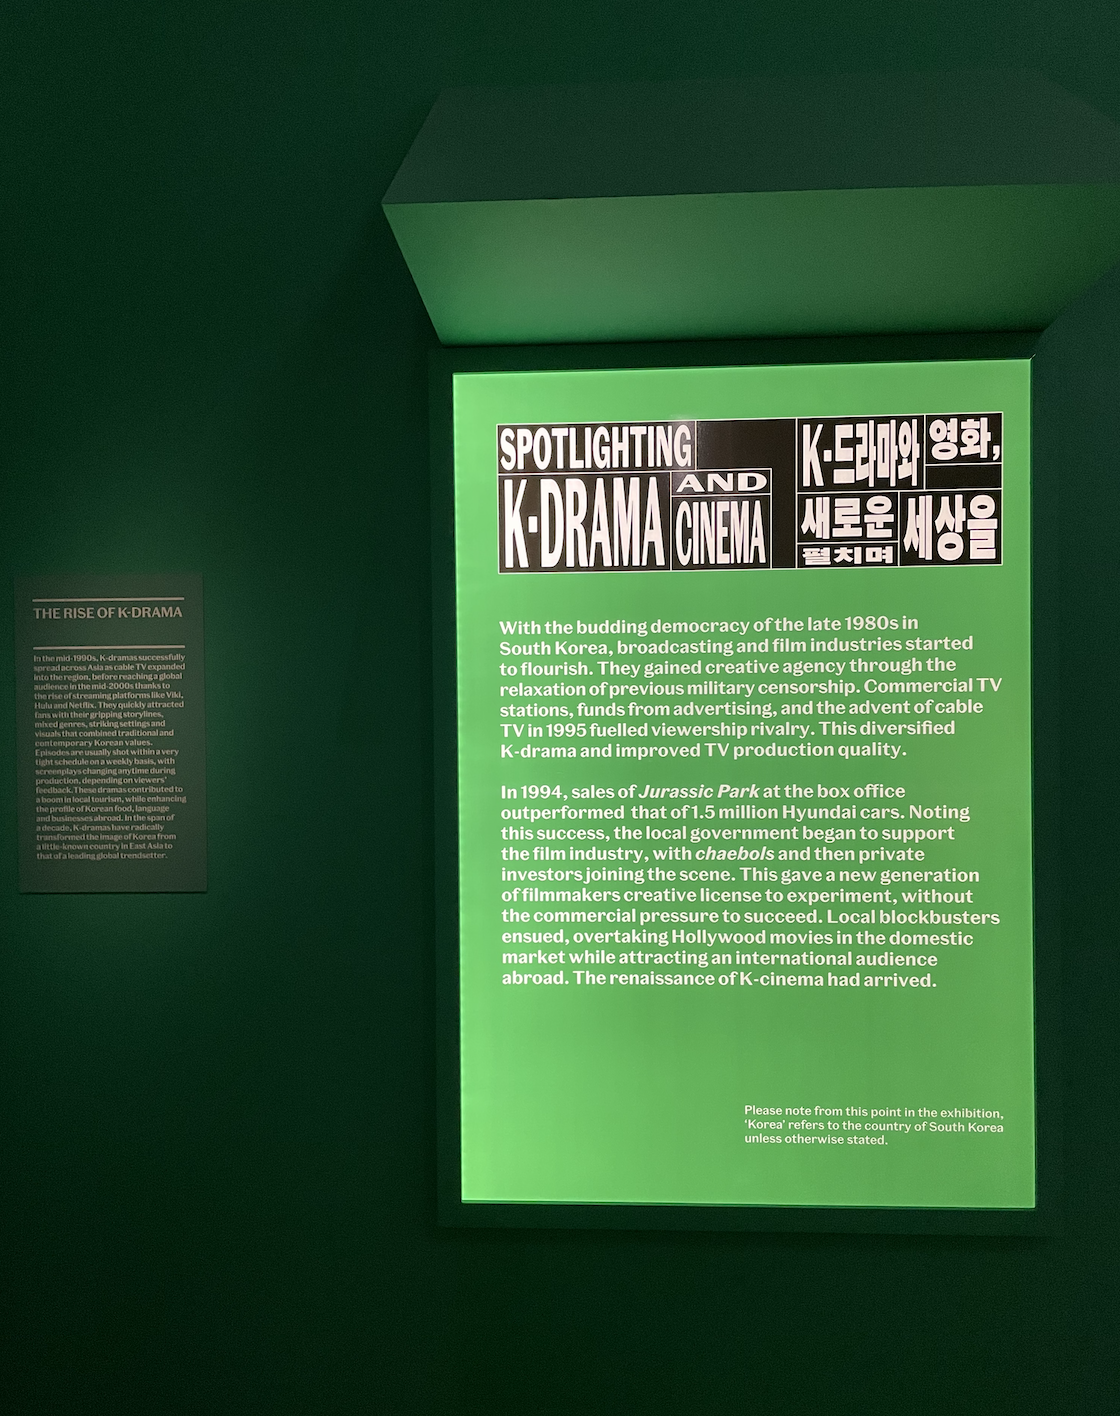 THE RISE OF K-DRAMA
In the mid-1990s, K-dramas successfully
spread across Asia as cable TV expanded
into the region, before reaching a global
audience in the mid-2000s thanks to
the rise of streaming platforms like Viki,
Hulu and Netflix. They quickly attracted
fans with their gripping storylines,
mixed genres, striking settings and
visuals that combined traditional and
contemporary Korean values.
Episodes are usually shot within a very
tight schedule on a weekly basis, with
screenplays changing anytime during
production, depending on viewers'
feedback. These dramas contributed to
a boom in local tourism, while enhancing
the profile of Korean food, language
and businesses abroad. In the span of
a decade, K-dramas have radically
transformed the image of Korea from
a little-known country in East Asia to
that of a leading global trendsetter.
SPOTLIGHTING
K-DRAMA AND
CINEMA
K-드라마와 영화,
새로운 세상을
펼치며
With the budding democracy of the late 1980s in
South Korea, broadcasting and film industries started
to flourish. They gained creative agency through the
relaxation of previous military censorship. Commercial TV
stations, funds from advertising, and the advent of cable
TV in 1995 fuelled viewership rivalry. This diversified
K-drama and improved TV production quality.
In 1994, sales of Jurassic Park at the box office
outperformed that of 1.5 million Hyundai cars. Noting
this success, the local government began to support
the film industry, with chaebols and then private
investors joining the scene. This gave a new generation
of filmmakers creative license to experiment, without
the commercial pressure to succeed. Local blockbusters
ensued, overtaking Hollywood movies in the domestic
market while attracting an international audience
abroad. The renaissance of K-cinema had arrived.
Please note from this point in the exhibition,
'Korea' refers to the country of South Korea
unless otherwise stated.